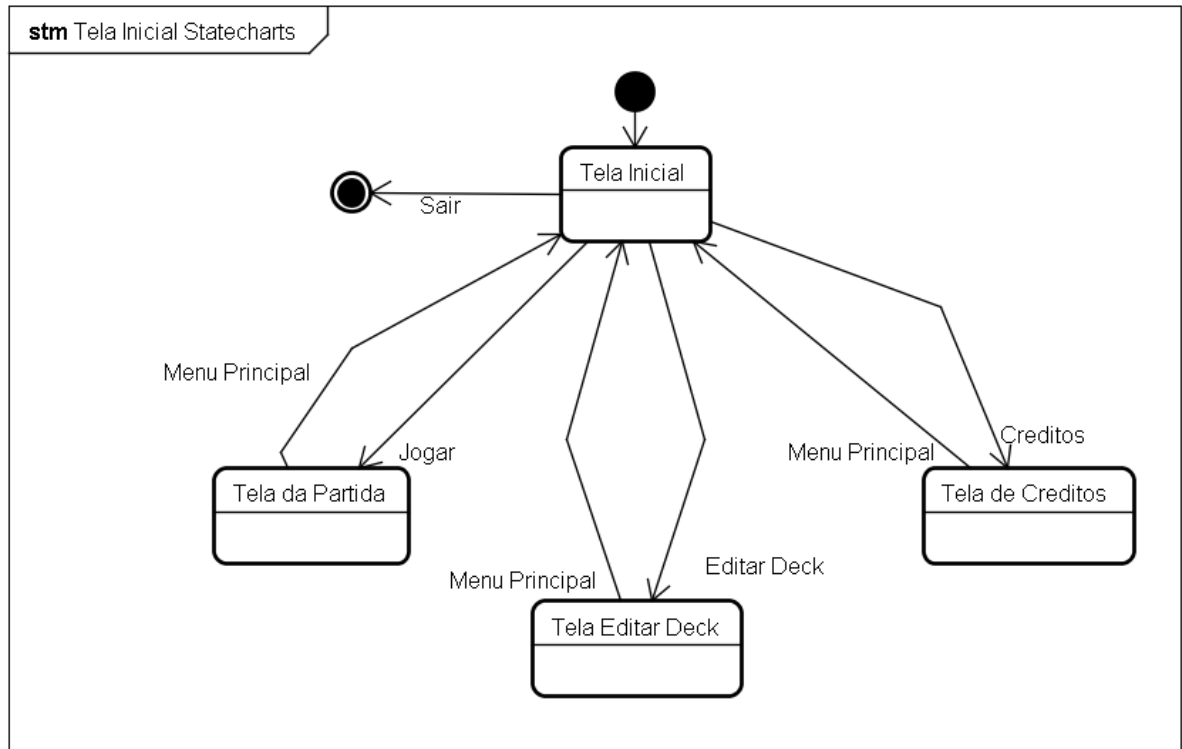 stm Tela Inicial Statecharts
Tela Inicial
Sair
Menu Principal
Jogar
Creditos
Menu Principal
Tela da Partida
Tela de Creditos
Editar Deck
Menu Principal
Tela Editar Deck